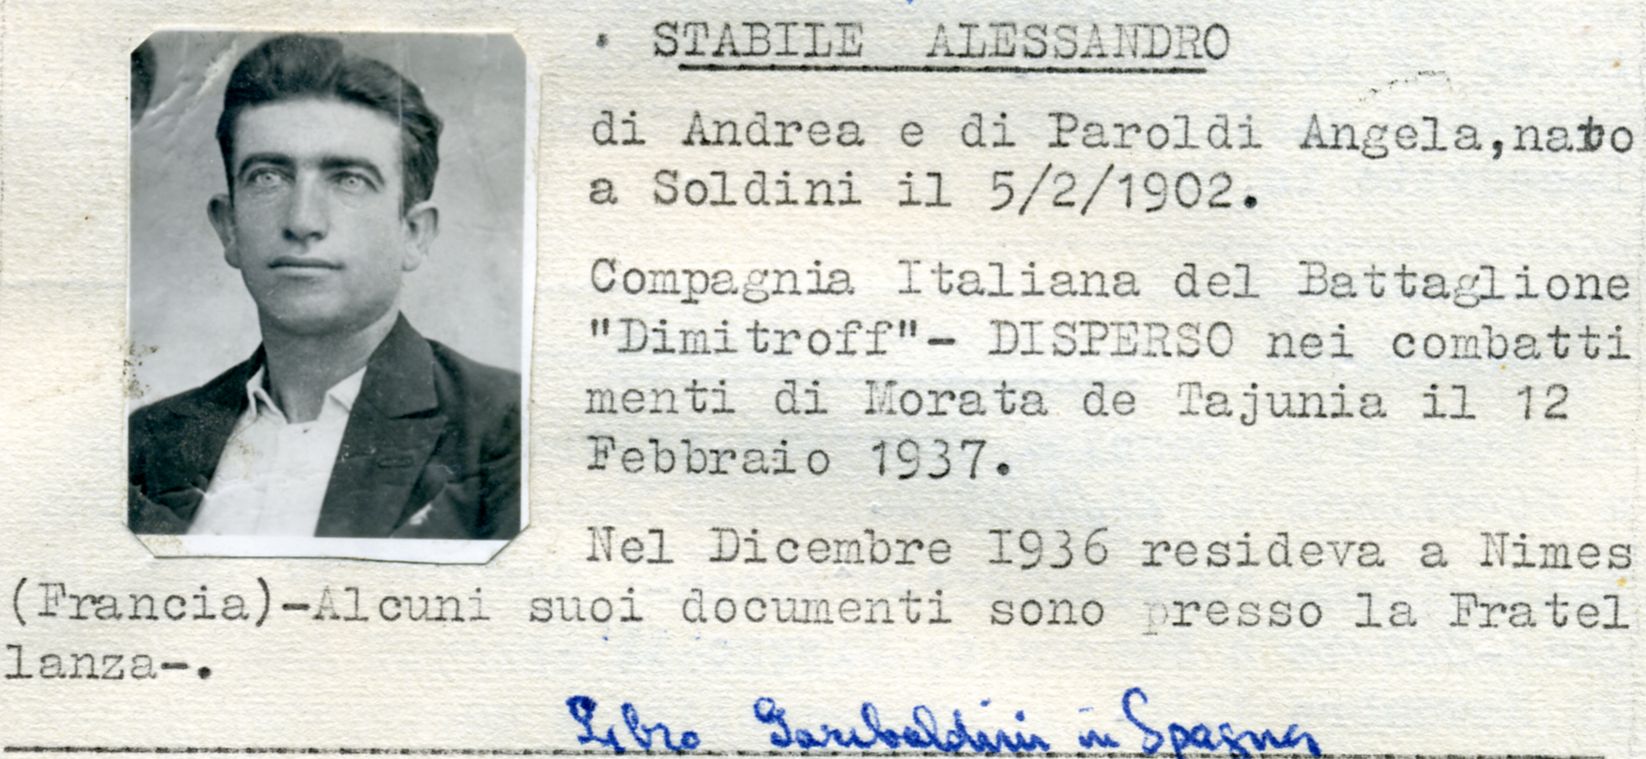 STABILE ALESSANDRO
di Andrea e di Paroldi Angela,nato
a Soldini il 5/2/1902.
Compagnia Italiana del Battaglione
"Dimitroff"- DISPERSO nei combatti
menti di Morata de Tajunia il 12
Febbraio 1937.
Nel Dicembre I936 resideva a Nimes
(Francia)-Alcuni suoi documenti sono presso la Fratel
lanza-.
Libro Garibaldini in Spagna